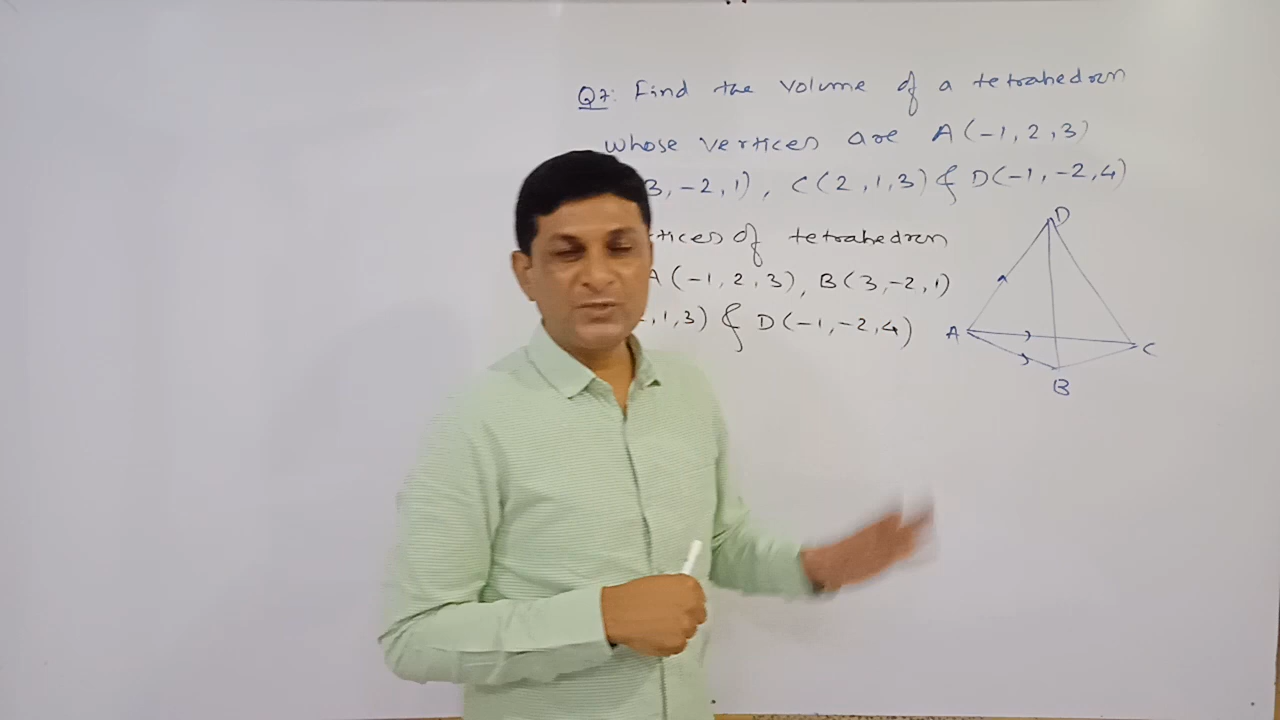 Q7: Find the volume of a tetrahedron
whose vertices are A(-1, 2, 3)
3, -2, 1), C(2, 1, 3) & D(-1, -2, 4)
tices of tetrahedron
A(-1, 2, 3), B(3, -2, 1)
, 1, 3) & D(-1, -2, 4)
D
A
C
B